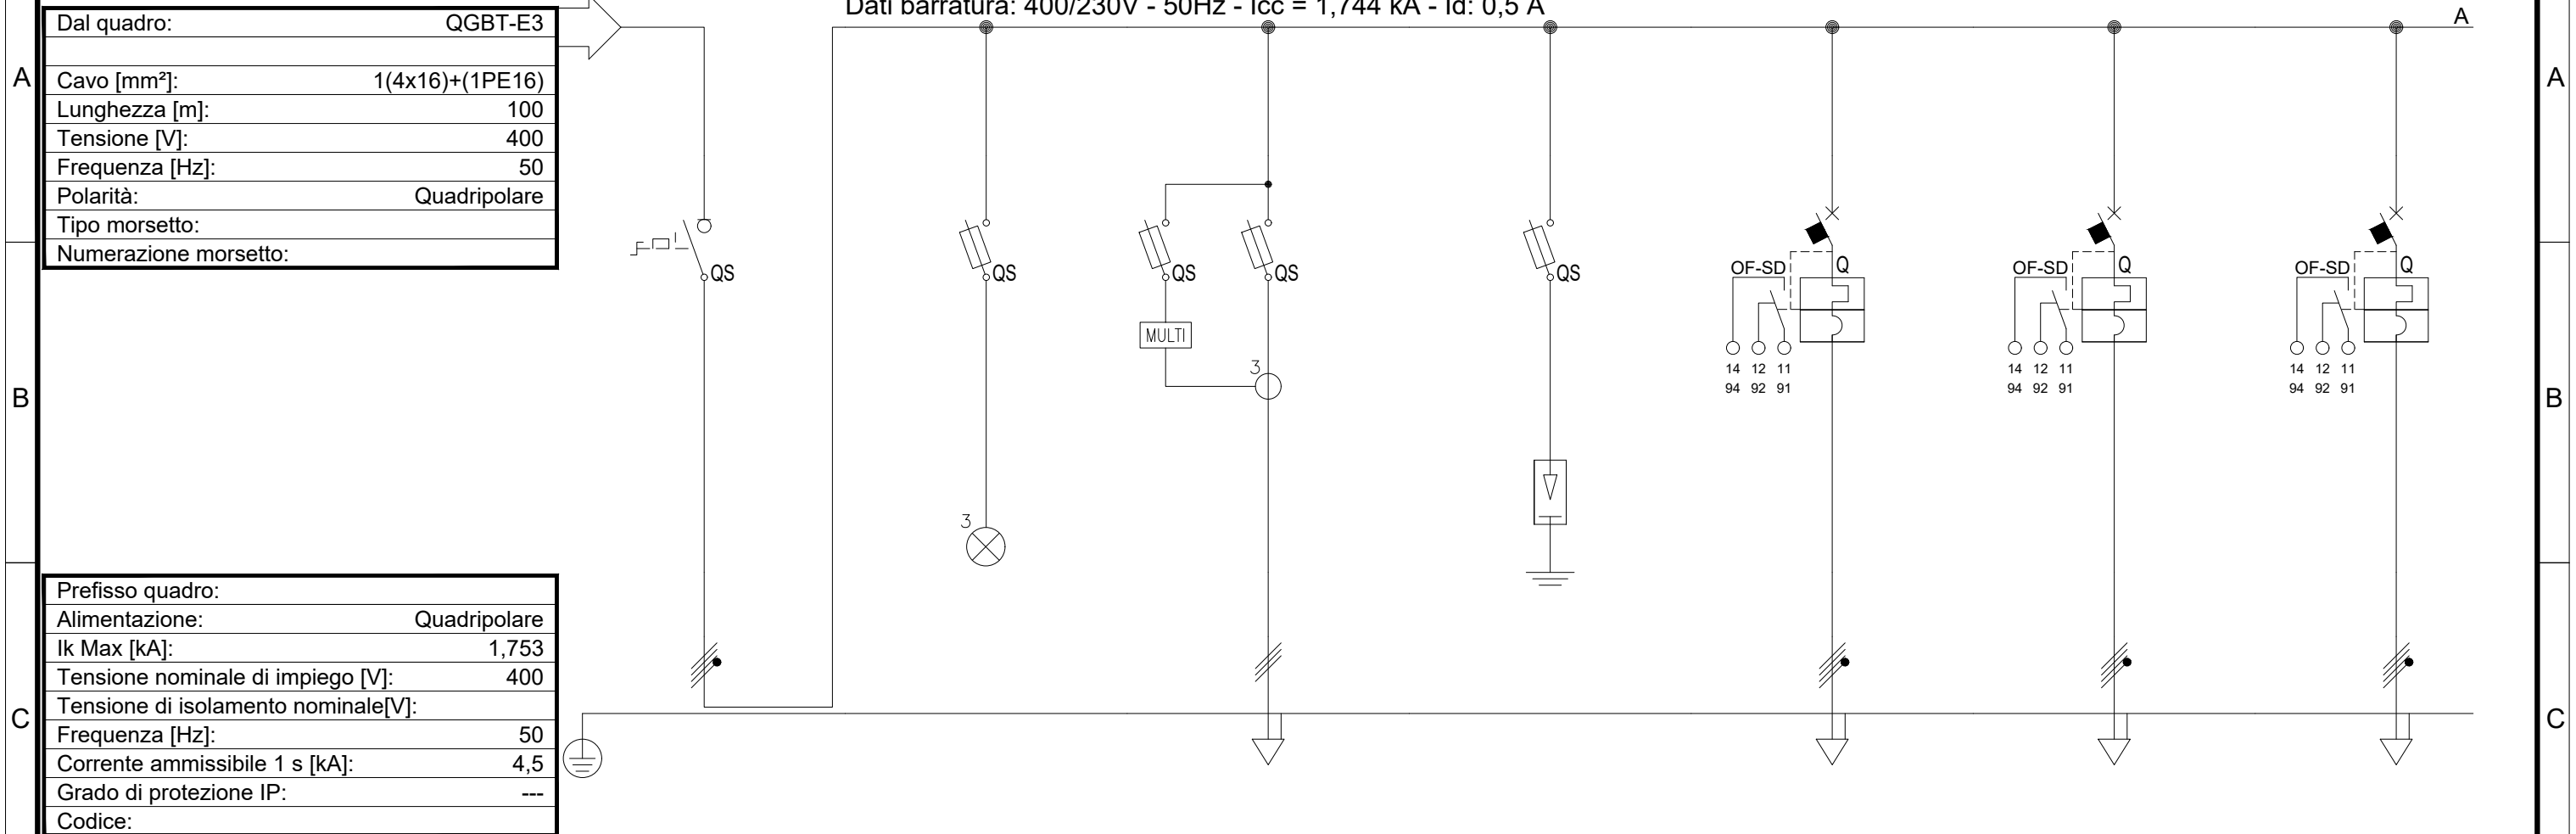 Dati barratura: 400/230V - 50Hz - Icc = 1,744 kA - Id: 0,5 A
A
Dal quadro: QGBT-E3
Cavo [mm²]: 1(4x16)+(1PE16)
Lunghezza [m]: 100
Tensione [V]: 400
Frequenza [Hz]: 50
Polarità: Quadripolare
Tipo morsetto:
Numerazione morsetto:
A
A
QS
QS
QS
QS
QS
MULTI
3
3
OF-SD
Q
14 12 11
94 92 91
OF-SD
Q
14 12 11
94 92 91
OF-SD
Q
14 12 11
94 92 91
B
B
Prefisso quadro:
Alimentazione: Quadripolare
Ik Max [kA]: 1,753
Tensione nominale di impiego [V]: 400
Tensione di isolamento nominale[V]:
Frequenza [Hz]: 50
Corrente ammissibile 1 s [kA]: 4,5
Grado di protezione IP: ---
Codice:
C
C